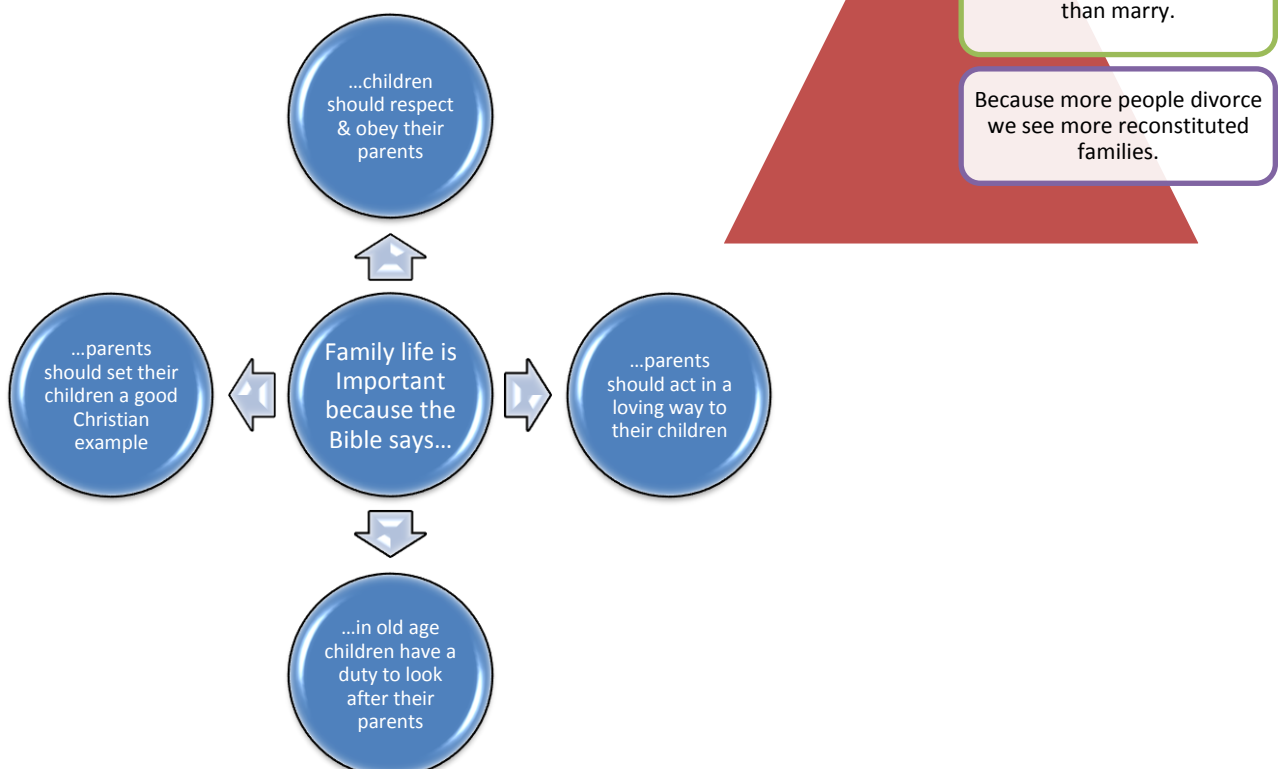 than marry.
Because more people divorce
we see more reconstituted
families.
...children
should respect
& obey their
parents
...parents
should set their
children a good
Christian
example
Family life is
Important
because the
Bible says...
...parents
should act in a
loving way to
their children
...in old age
children have a
duty to look
after their
parents